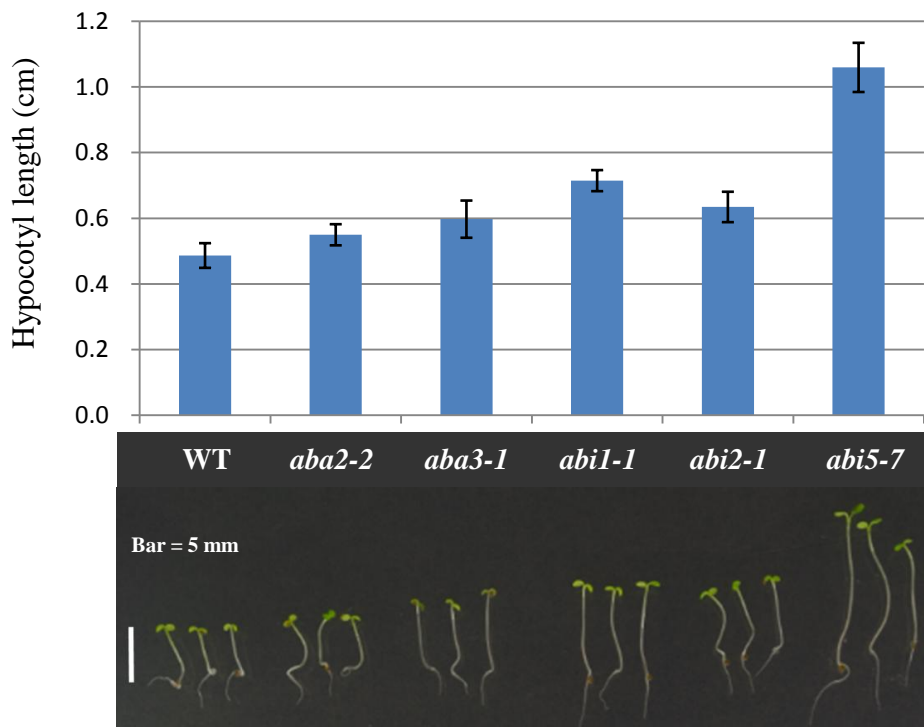 Hypocotyl length (cm)
1.2
1.0
0.8
0.6
0.4
0.2
0.0
WT aba2-2 aba3-1 abi1-1 abi2-1 abi5-7
Bar = 5 mm